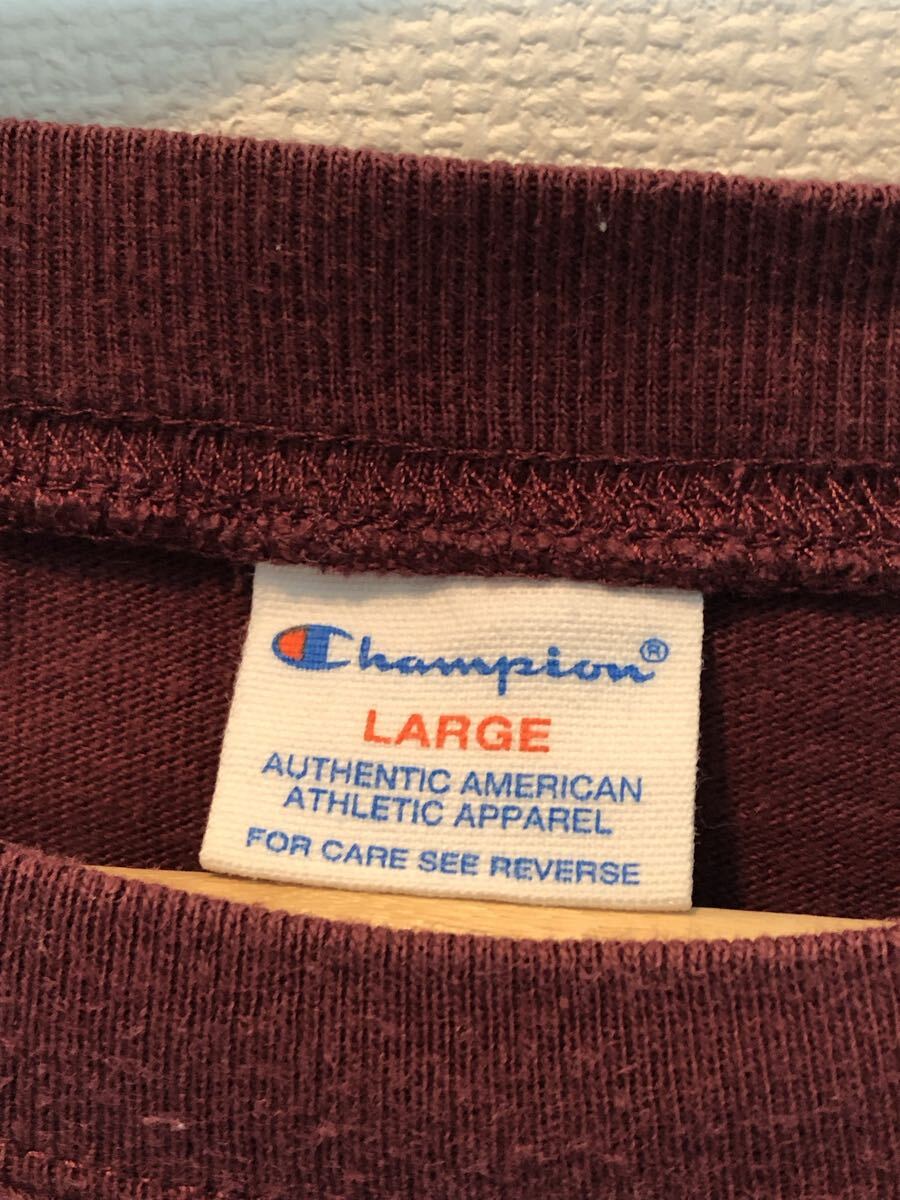 Champion®
LARGE
AUTHENTIC AMERICAN
ATHLETIC APPAREL
FOR CARE SEE REVERSE